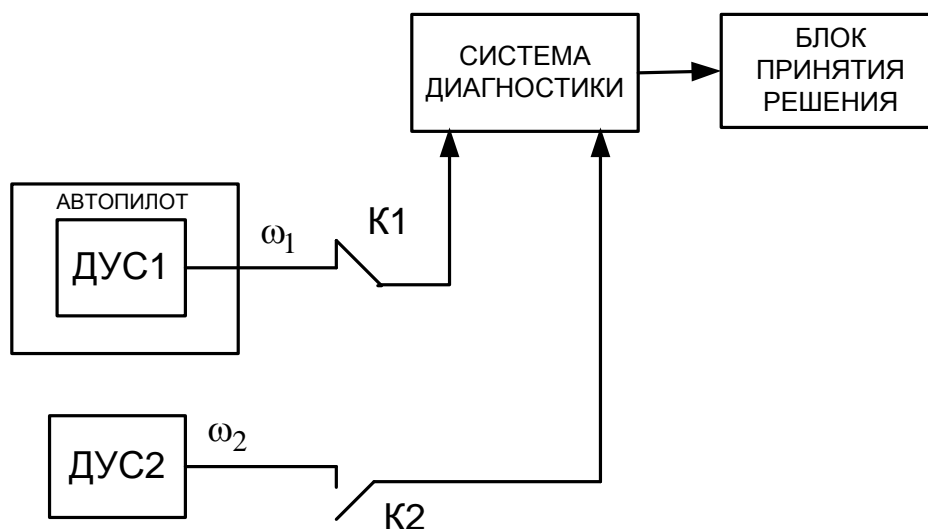 СИСТЕМА
ДИАГНОСТИКИ
БЛОК
ПРИНЯТИЯ
РЕШЕНИЯ
АВТОПИЛОТ
ДУС1
ω1
К1
ДУС2
ω2
К2